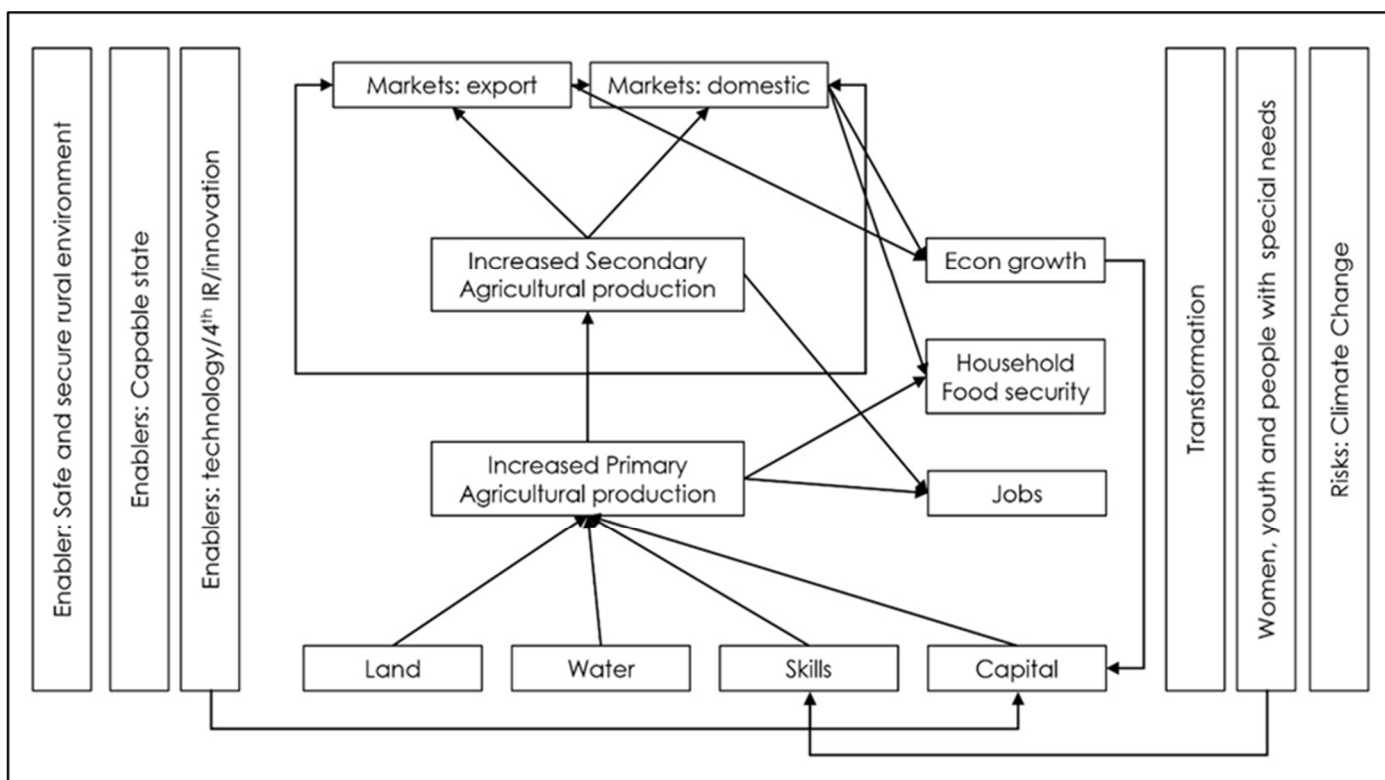 Enabler: Safe and secure rural environment
Enablers: Capable state
Enablers: technology/4th IR/innovation
Markets: export
Markets: domestic
Increased Secondary
Agricultural production
Increased Primary
Agricultural production
Land
Water
Skills
Capital
Econ growth
Household
Food security
Jobs
Transformation
Women, youth and people with special needs
Risks: Climate Change